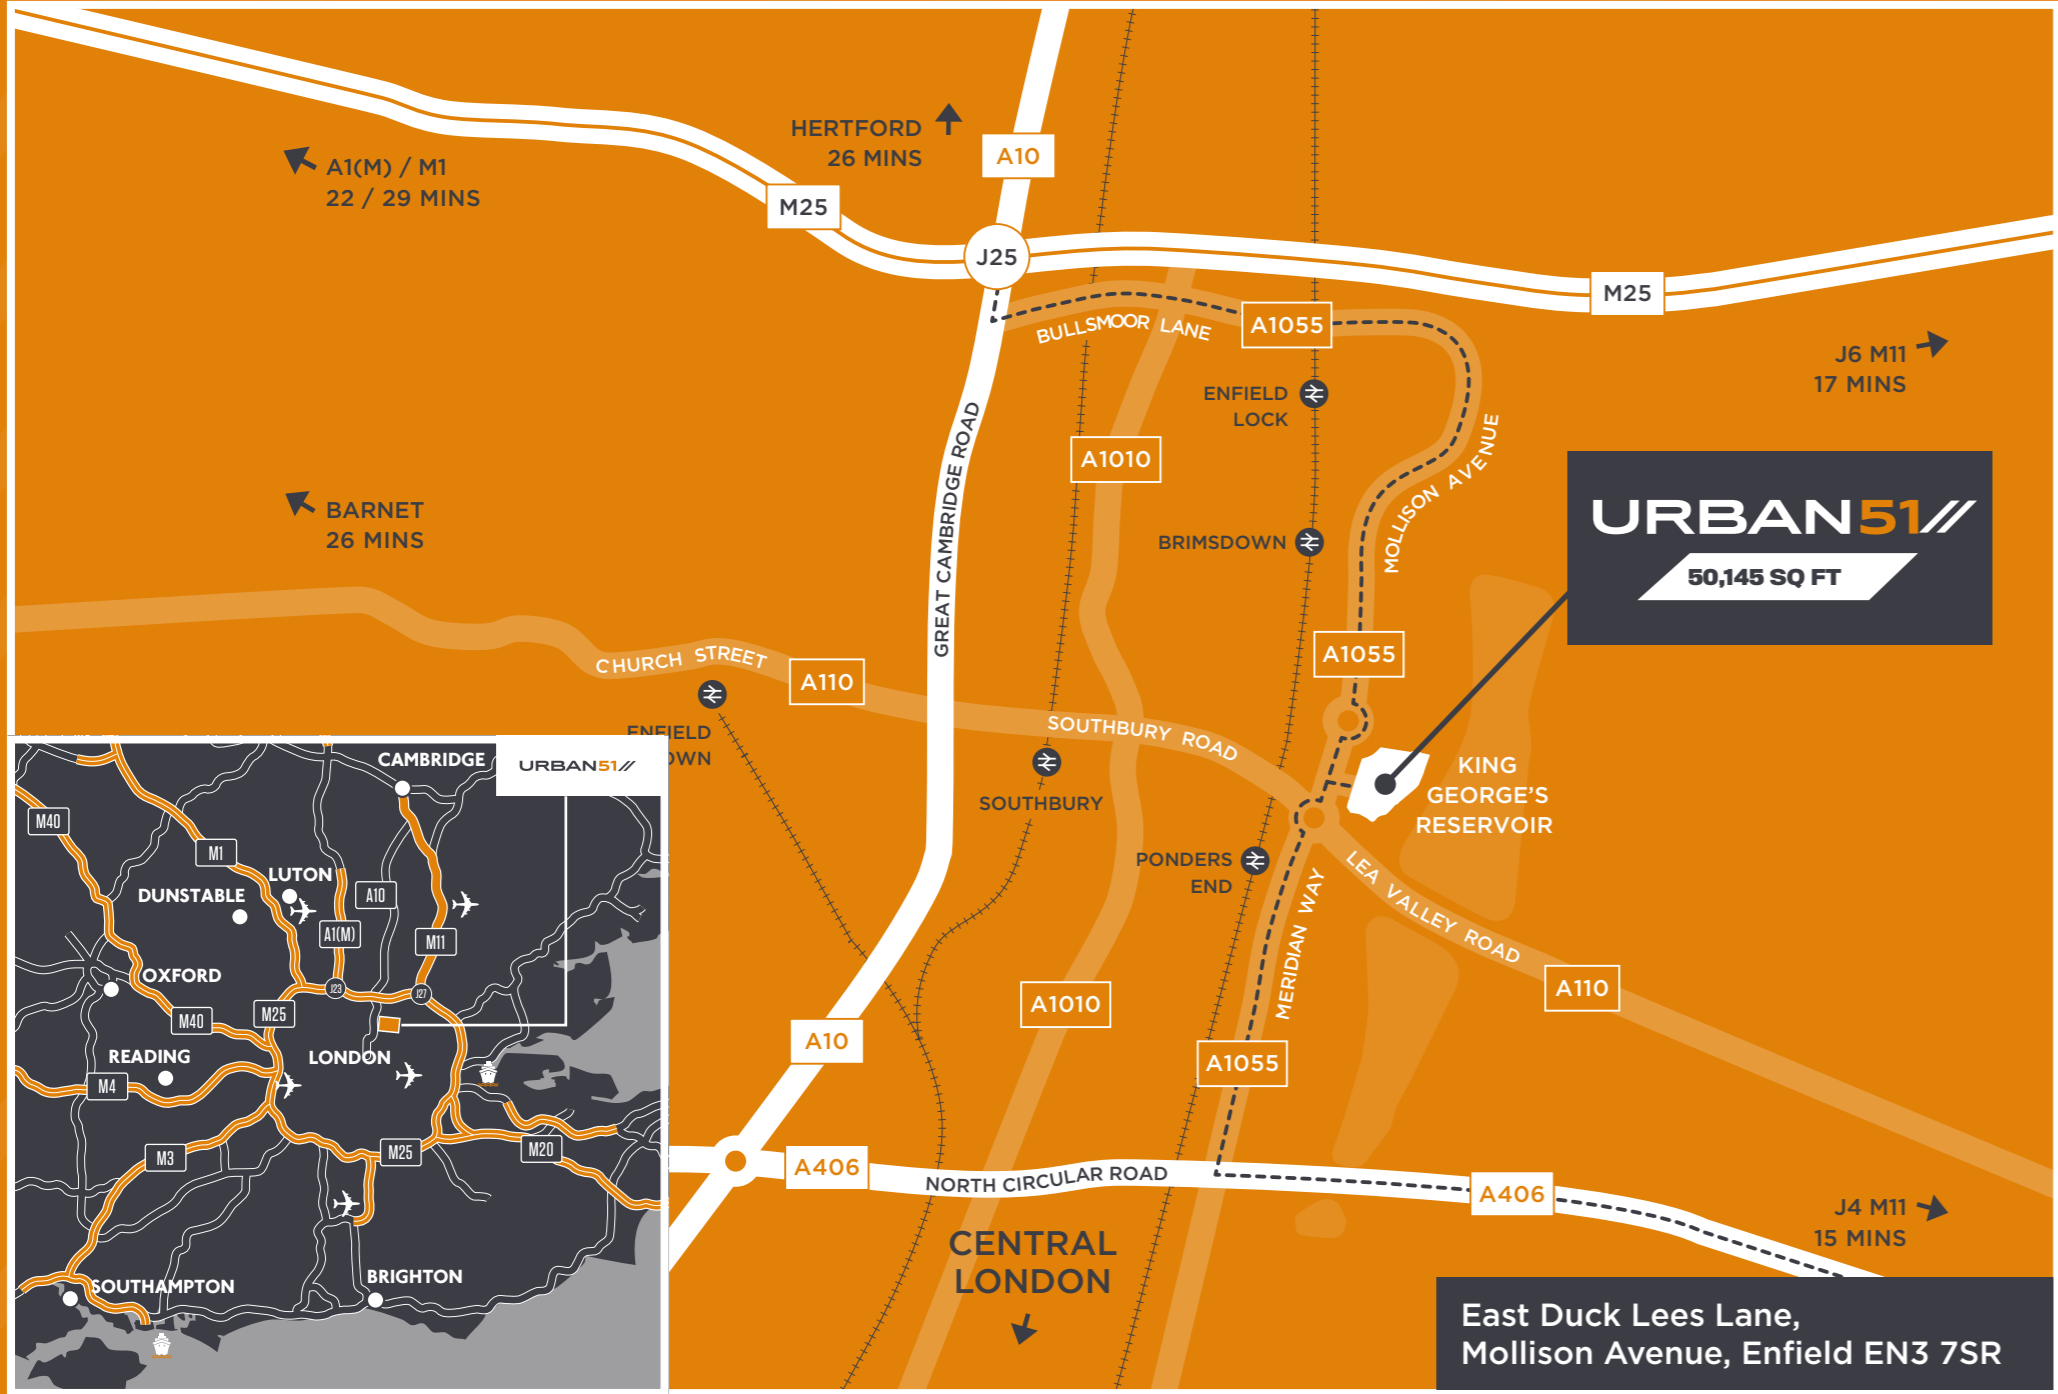 HERTFORD
26 MINS
A10
A1(M) / M1
22 / 29 MINS
M25
J25
M25
BULLSMOOR LANE
A1055
J6 M11
17 MINS
ENFIELD
LOCK
GREAT CAMBRIDGE ROAD
A1010
MOLLISON AVENUE
URBAN51//
50,145 SQ FT
BARNET
26 MINS
BRIMSDOWN
CHURCH STREET
A110
A1055
ENFIELD
OWN
SOUTHBURY ROAD
SOUTHBURY
KING
GEORGE'S
RESERVOIR
PONDERS
END
LEA VALLEY ROAD
MERIDIAN WAY
A110
A1010
A10
A1055
A406
NORTH CIRCULAR ROAD
A406
J4 M11
15 MINS
CENTRAL
LONDON
East Duck Lees Lane,
Mollison Avenue, Enfield EN3 7SR
CAMBRIDGE
URBAN51//
M40
M1
LUTON
DUNSTABLE
A10
A1(M)
M11
OXFORD
J23
J27
M25
M40
READING
LONDON
M4
M3
M25
M20
SOUTHAMPTON
BRIGHTON